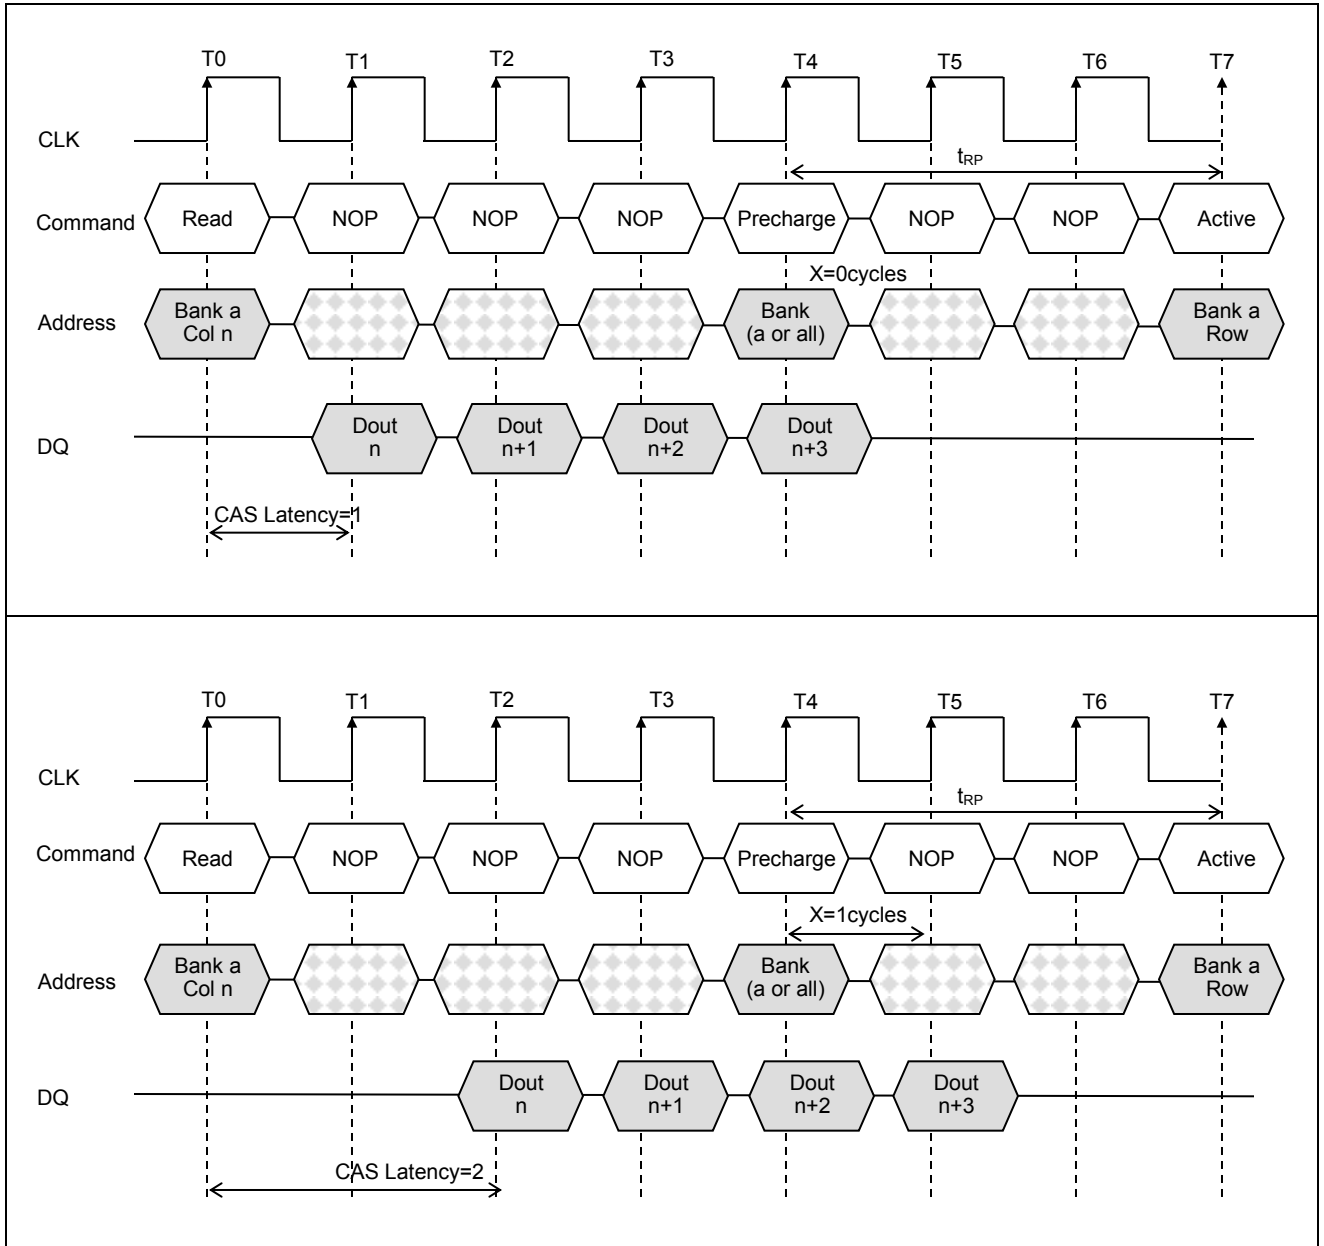 T0 T1 T2 T3 T4 T5 T6 T7
CLK
tRP
Command Read NOP NOP NOP Precharge NOP NOP Active
X=0cycles
Address Bank a Col n Bank (a or all) Bank a Row
DQ Dout n Dout n+1 Dout n+2 Dout n+3
CAS Latency=1
T0 T1 T2 T3 T4 T5 T6 T7
CLK
tRP
Command Read NOP NOP NOP Precharge NOP NOP Active
X=1cycles
Address Bank a Col n Bank (a or all) Bank a Row
DQ Dout n Dout n+1 Dout n+2 Dout n+3
CAS Latency=2